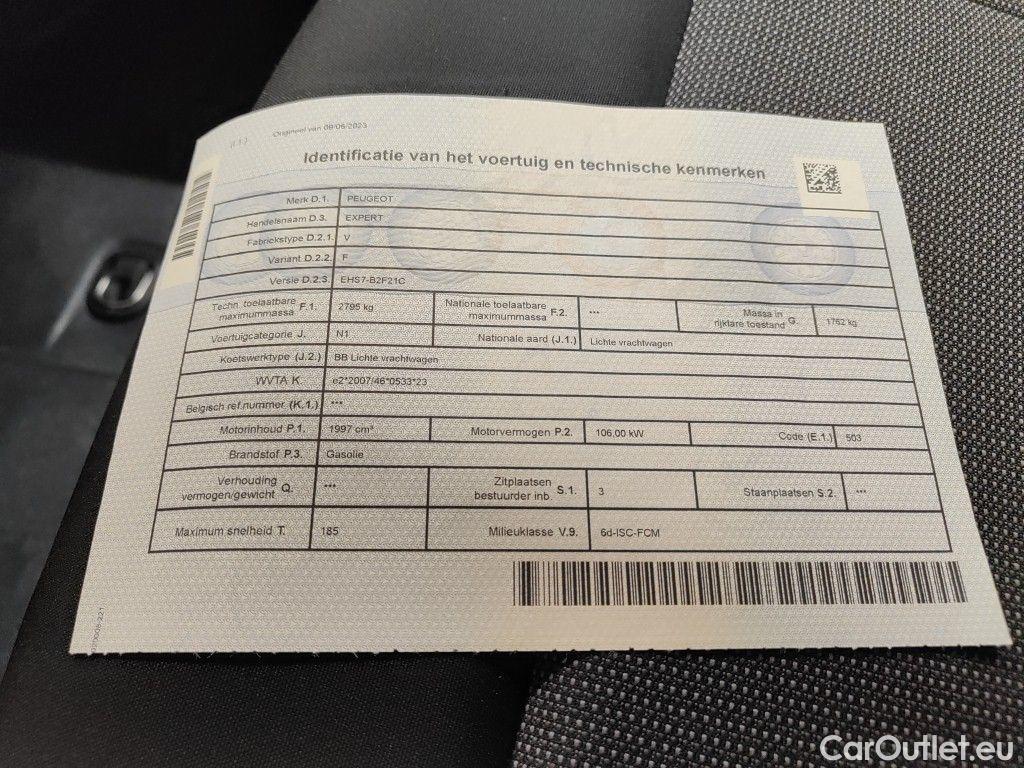 (I.1.) Origineel van 09/06/2023
Identificatie van het voertuig en technische kenmerken
Merk D.1. PEUGEOT
Handelsnaam D.3. EXPERT
Fabriekstype D.2.1. V
Variant D.2.2. F
Versie D.2.3. EHS7-B2F21C
Techn. toelaatbare maximummassa F.1. 2795 kg Nationale toelaatbare maximummassa F.2. *** Massa in rijklare toestand G. 1762 kg
Voertuigcategorie J. N1 Nationale aard (J.1.) Lichte vrachtwagen
Koetswerktype (J.2.) BB Lichte vrachtwagen
WVTA K. e2*2007/46*0533*23
Belgisch ref.nummer (K.1.) ***
Motorinhoud P.1. 1997 cm³ Motorvermogen P.2. 106,00 kW Code (E.1.) 503
Brandstof P.3. Gasolie
Verhouding vermogen/gewicht Q. *** Zitplaatsen bestuurder inb. S.1. 3 Staanplaatsen S.2. ***
Maximum snelheid T. 185 Milieuklasse V.9. 6d-ISC-FCM
CarOutlet.eu